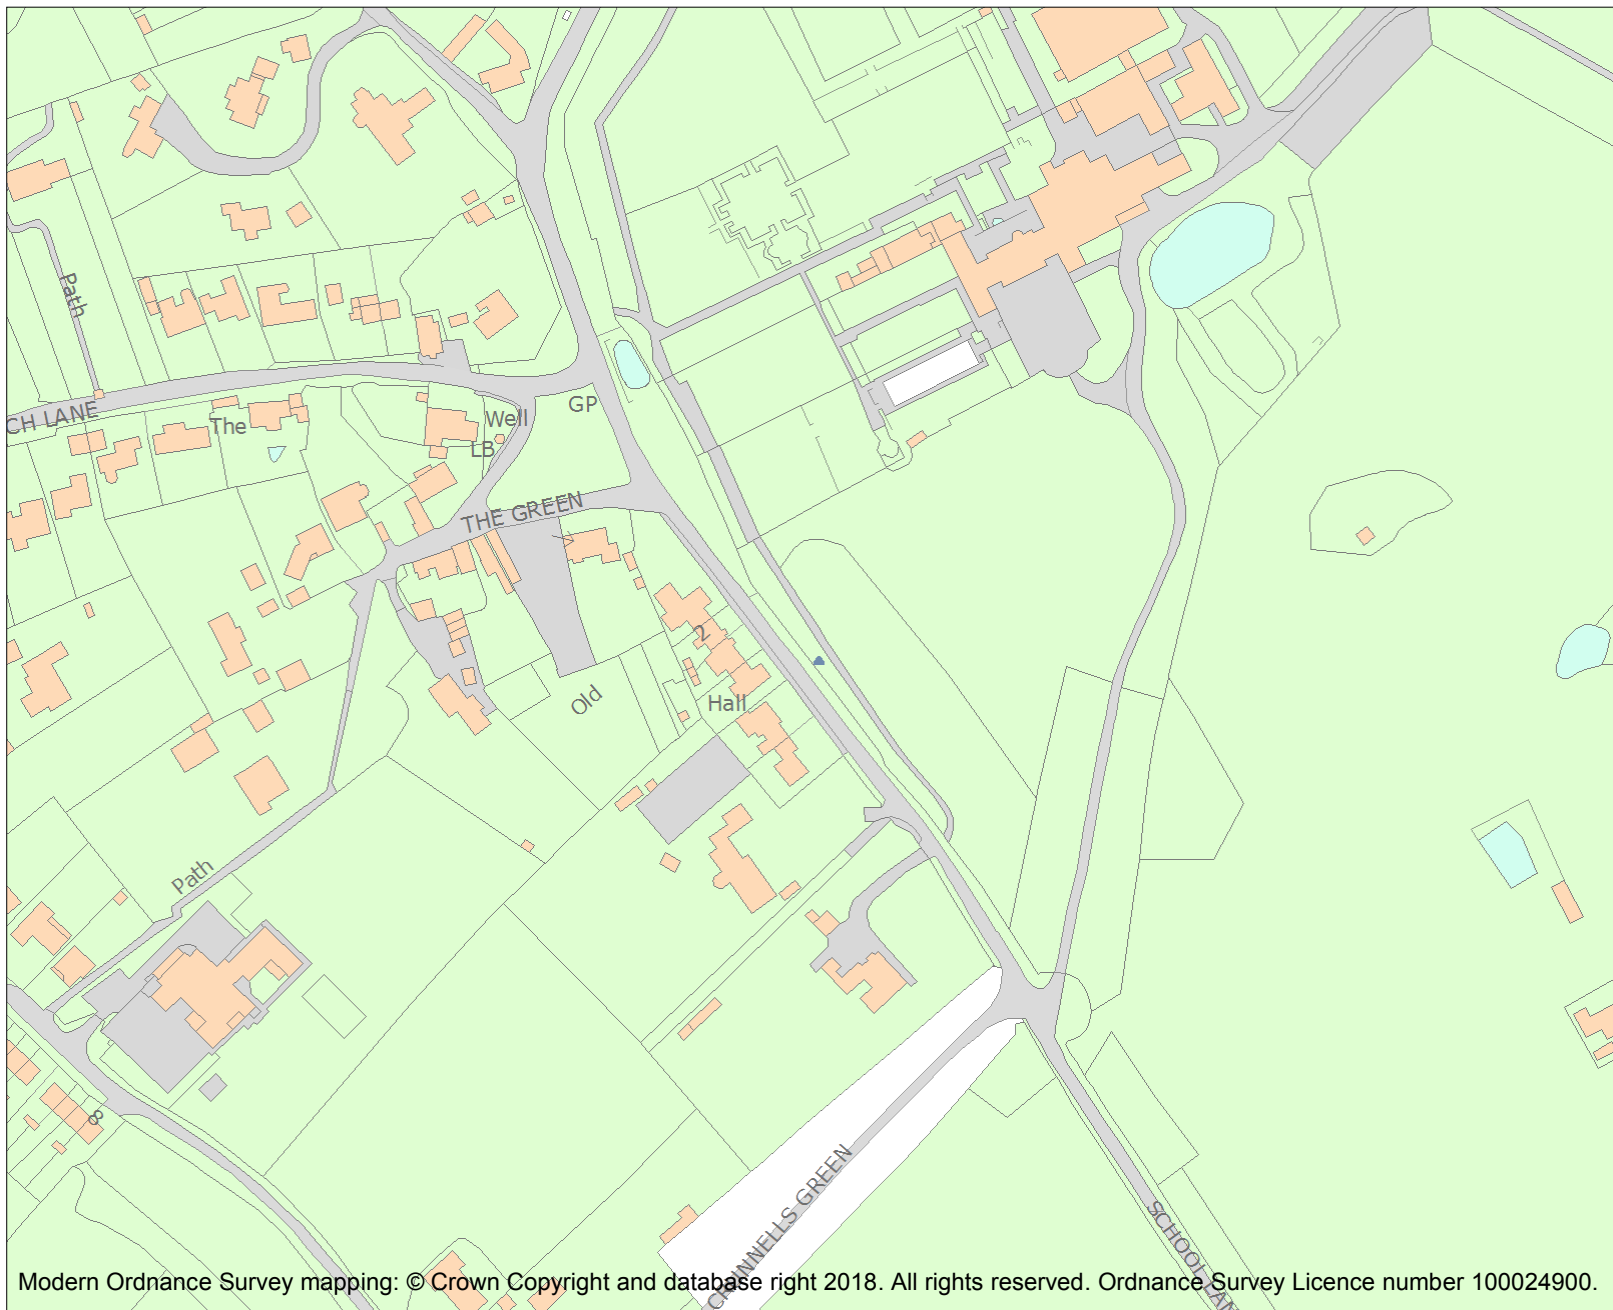 Path
CH LANE
The
Well
GP
LB
THE GREEN
2
Old
Hall
Path
8
CRUNNELLS GREEN
SCHOOL LAN
Modern Ordnance Survey mapping: © Crown Copyright and database right 2018. All rights reserved. Ordnance Survey Licence number 100024900.